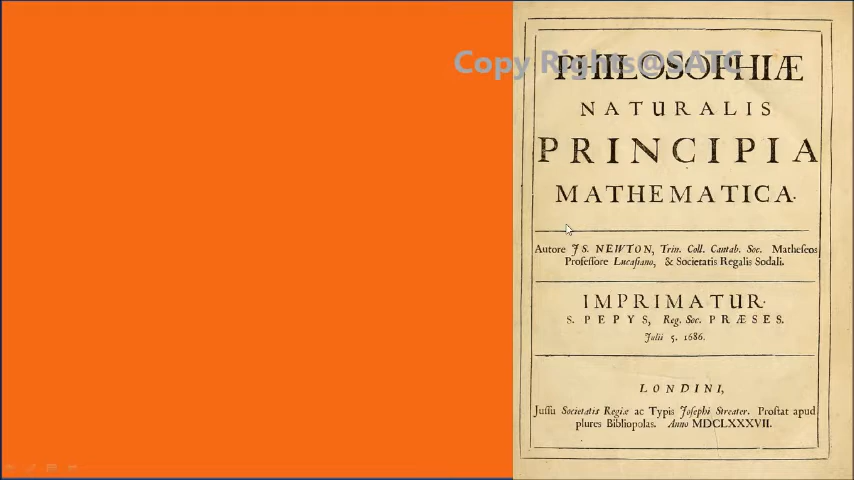 Copy Rights@SATC
PHILOSOPHIÆ
NATURALIS
PRINCIPIA
MATHEMATICA.
Autore JS. NEWTON, Trin. Coll. Cantab. Soc. Matheseos
Professore Lucasiano, & Societatis Regalis Sodali.
IMPRIMATUR.
S. PEPYS, Reg. Soc. PRÆSES.
Julii 5. 1686.
LONDINI,
Jussu Societatis Regiæ ac Typis Josephi Streater. Prostat apud
plures Bibliopolas. Anno MDCLXXXVII.